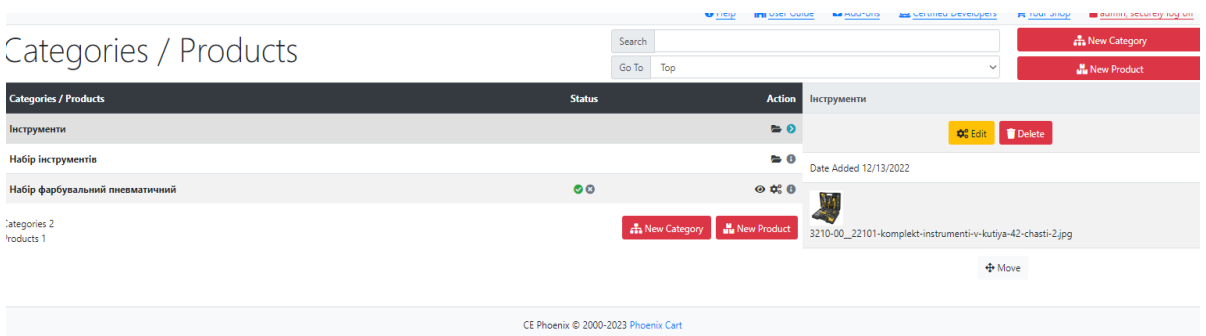 Help User Guide Add-Ons Certified Developers Your Shop admin, securely log off
Categories / Products
Search
New Category
Go To Top
New Product
Categories / Products Status Action
Інструменти
Інструменти
Edit Delete
Набір інструментів
Date Added 12/13/2022
Набір фарбувальний пневматичний
3210-00__22101-komplekt-instrumenti-v-kutiya-42-chasti-2.jpg
Categories 2
Products 1
New Category New Product
Move
CE Phoenix © 2000-2023 Phoenix Cart